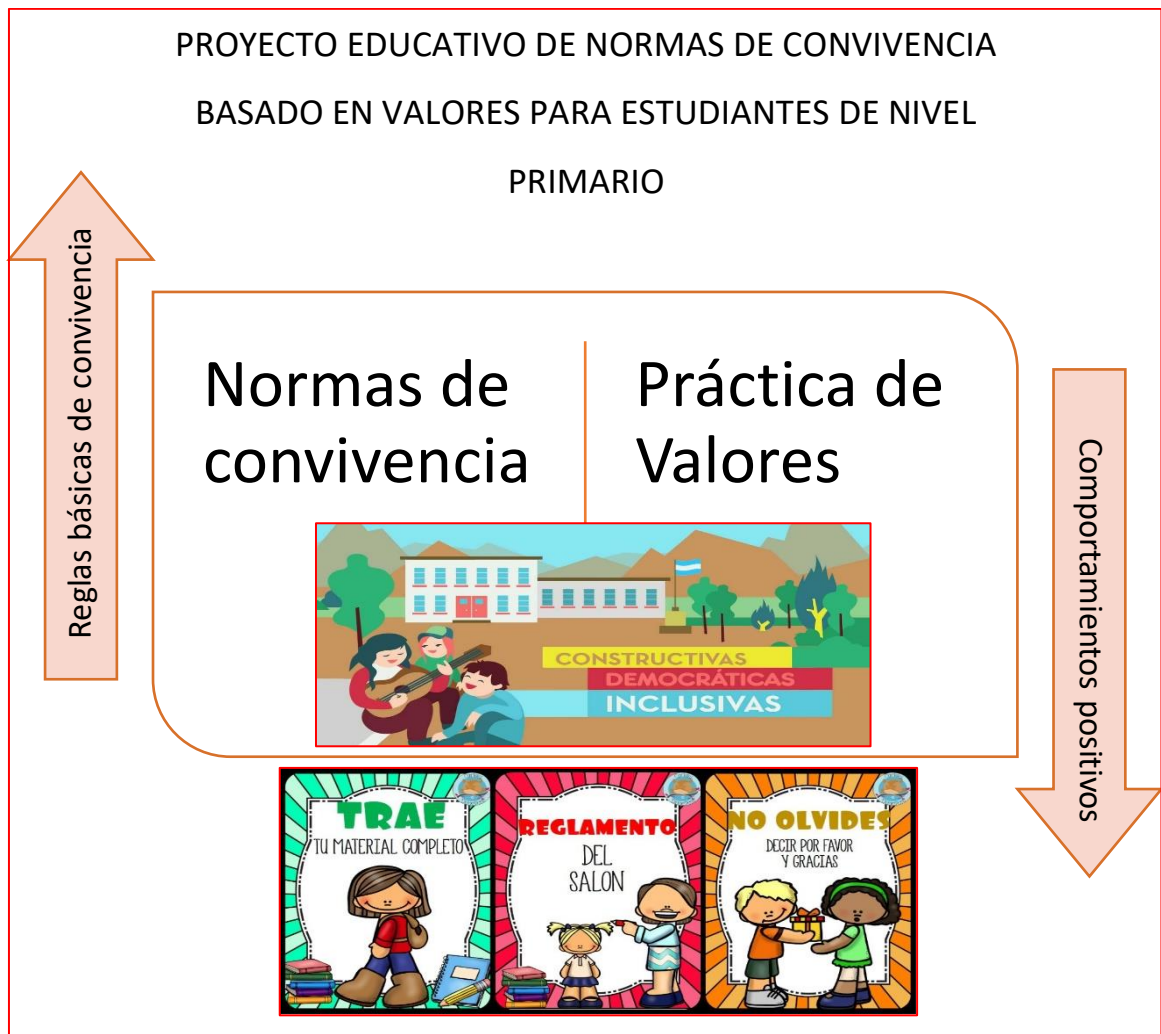 PROYECTO EDUCATIVO DE NORMAS DE CONVIVENCIA
BASADO EN VALORES PARA ESTUDIANTES DE NIVEL
PRIMARIO
Reglas básicas de convivencia
Normas de
convivencia
Práctica de
Valores
Comportamientos positivos
CONSTRUCTIVAS
DEMOCRÁTICAS
INCLUSIVAS
TRAE
TU MATERIAL COMPLETO
REGLAMENTO
DEL
SALON
NO OLVIDES
DECIR POR FAVOR
Y GRACIAS